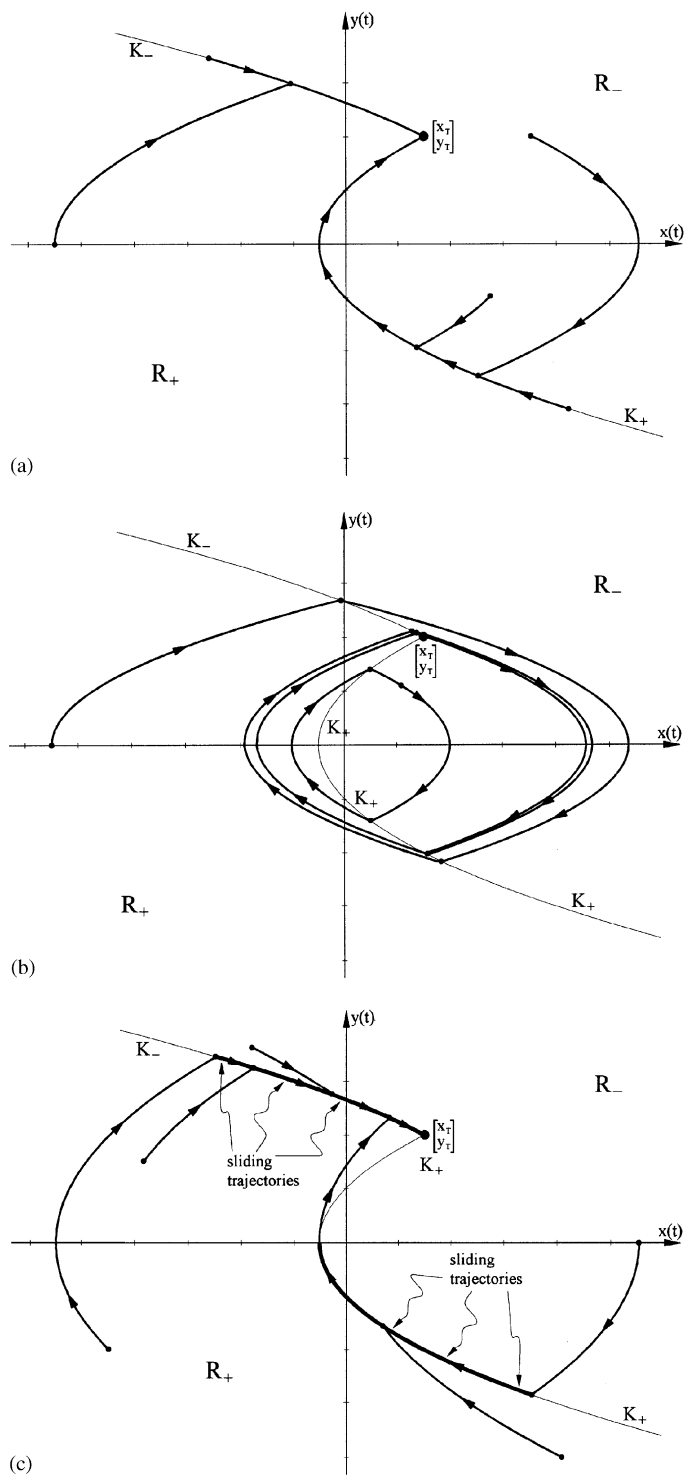 y(t)
K₋
R₋
[x_T
y_T]
x(t)
R₊
K₊
(a)
y(t)
K₋
R₋
[x_T
y_T]
K₊
x(t)
K₊
R₊
K₊
(b)
y(t)
K₋
R₋
[x_T
y_T]
sliding
trajectories
K₊
x(t)
sliding
trajectories
R₊
K₊
(c)